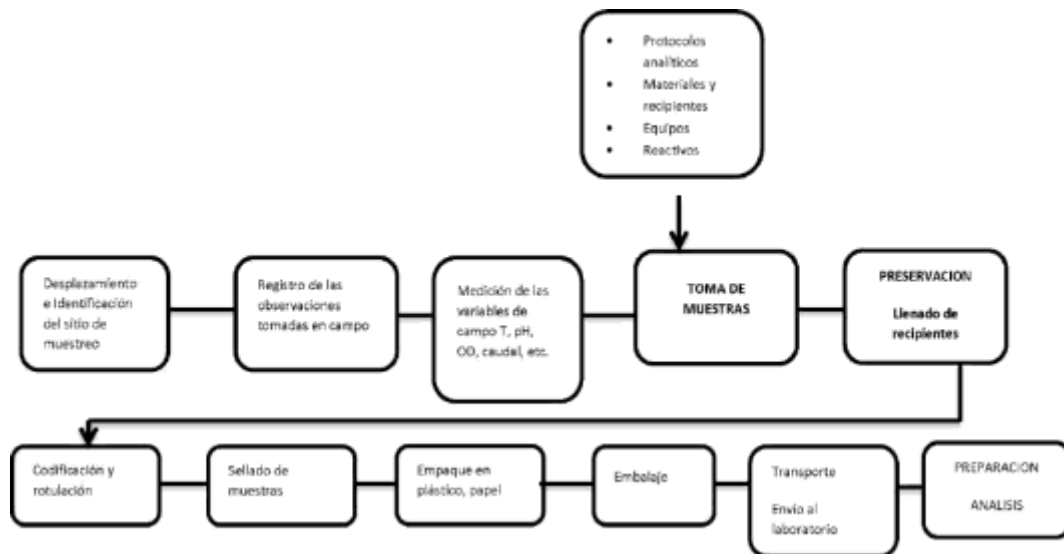 • Protocolos
analíticos
• Materiales y
recipientes
• Equipos
• Reactivos
Desplazamiento
e Identificación
del sitio de
muestreo
Registro de las
observaciones
tomadas en campo
Medición de las
variables de
campo T, pH,
OD, caudal, etc.
TOMA DE
MUESTRAS
PRESERVACION
Llenado de
recipientes
Codificación y
rotulación
Sellado de
muestras
Empaque en
plástico, papel
Embalaje
Transporte
Envío al
laboratorio
PREPARACION
ANALISIS